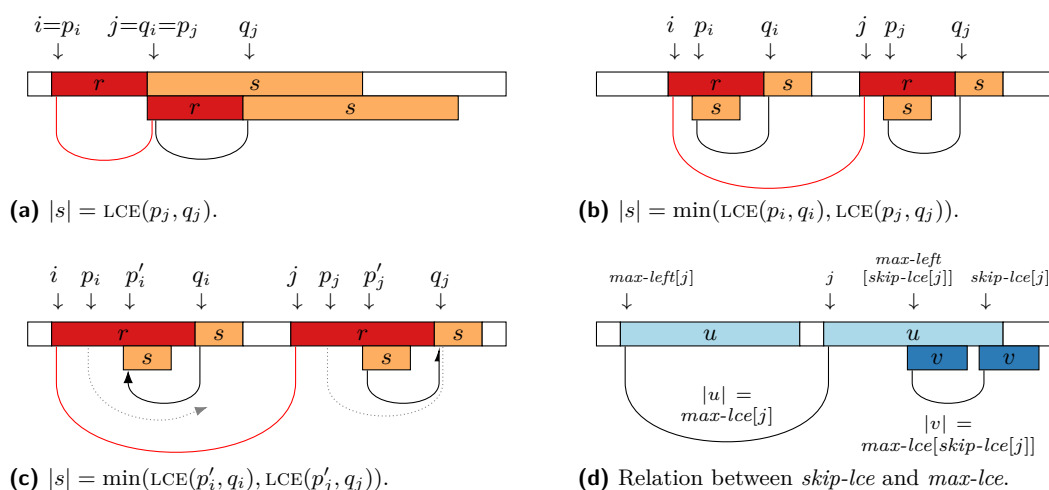 i=p_i j=q_i=p_j q_j
r s
r s
(a) |s| = LCE(p_j, q_j).
i p_i q_i j p_j q_j
r s r s
s s
(b) |s| = min(LCE(p_i, q_i), LCE(p_j, q_j)).
i p_i p'_i q_i j p_j p'_j q_j
r s r s
s s
(c) |s| = min(LCE(p'_i, q_i), LCE(p'_j, q_j)).
max-left
max-left[j] j [skip-lce[j]] skip-lce[j]
u u
v v
|u| =
max-lce[j]
|v| =
max-lce[skip-lce[j]]
(d) Relation between skip-lce and max-lce.